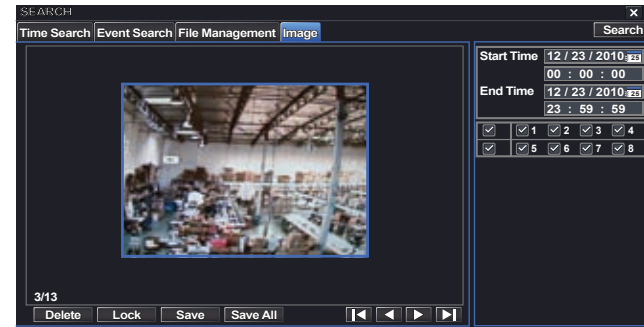 SEARCH
Time Search Event Search File Management Image
Search
Start Time 12 / 23 / 2010
00 : 00 : 00
End Time 12 / 23 / 2010
23 : 59 : 59
1 2 3 4
5 6 7 8
3/13
Delete Lock Save Save All